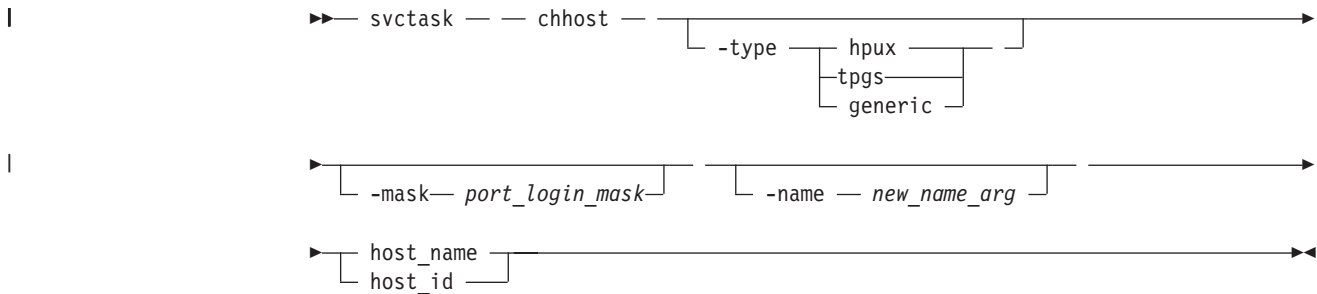 svctask chhost
-type hpux
tpgs
generic
-mask port_login_mask -name new_name_arg
host_name
host_id